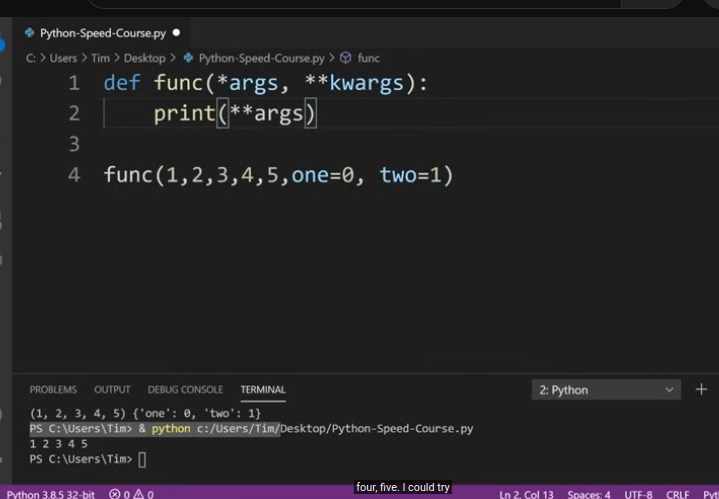 Python-Speed-Course.py
C: > Users > Tim > Desktop > Python-Speed-Course.py > func
1 def func(*args, **kwargs):
2     print(**args)
3
4 func(1,2,3,4,5,one=0, two=1)
PROBLEMS OUTPUT DEBUG CONSOLE TERMINAL 2: Python
(1, 2, 3, 4, 5) {'one': 0, 'two': 1}
PS C:\Users\Tim> & python c:/Users/Tim/Desktop/Python-Speed-Course.py
1 2 3 4 5
PS C:\Users\Tim>
four, five. I could try
Python 3.8.5 32-bit 0 0 Ln 2, Col 13 Spaces: 4 UTF-8 CRLF Pyt